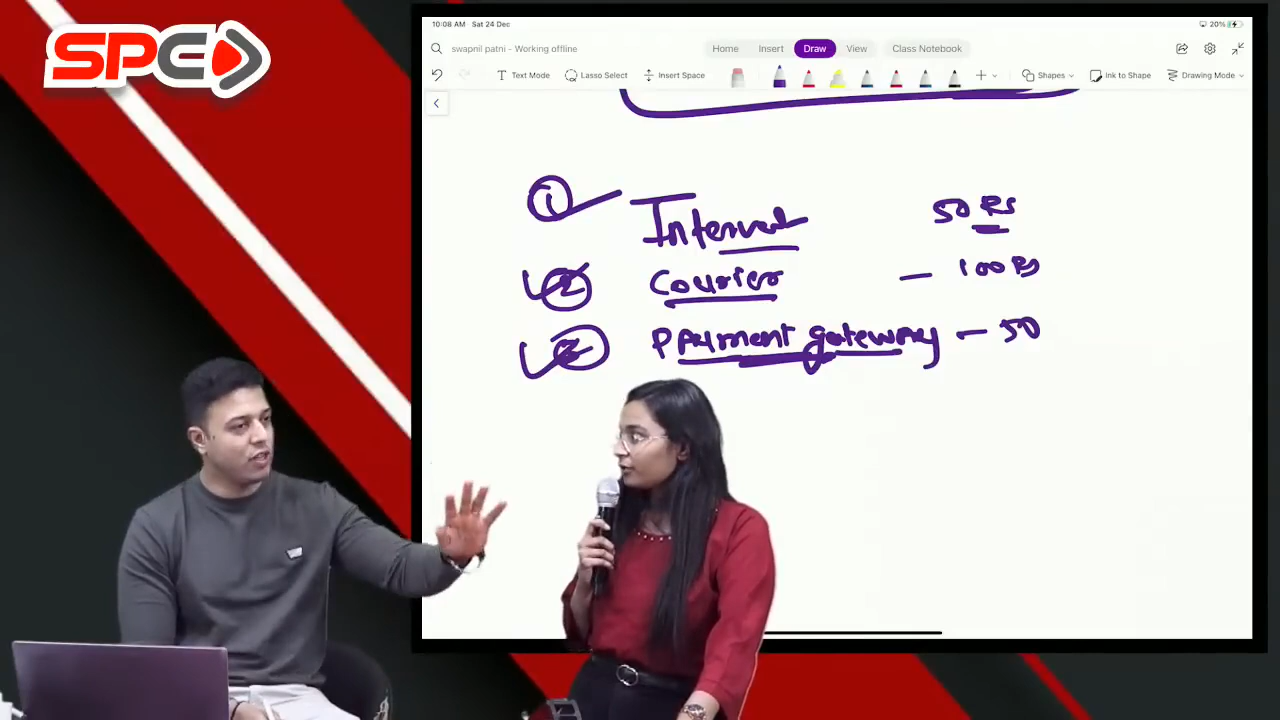 SPC
10:08 AM Sat 24 Dec 20%
swapnil patni - Working offline Home Insert Draw View Class Notebook
Text Mode Lasso Select Insert Space Shapes Ink to Shape Drawing Mode
1 Interval 50 Rs
2 Courier — 100 Rs
Payment gateway — 50